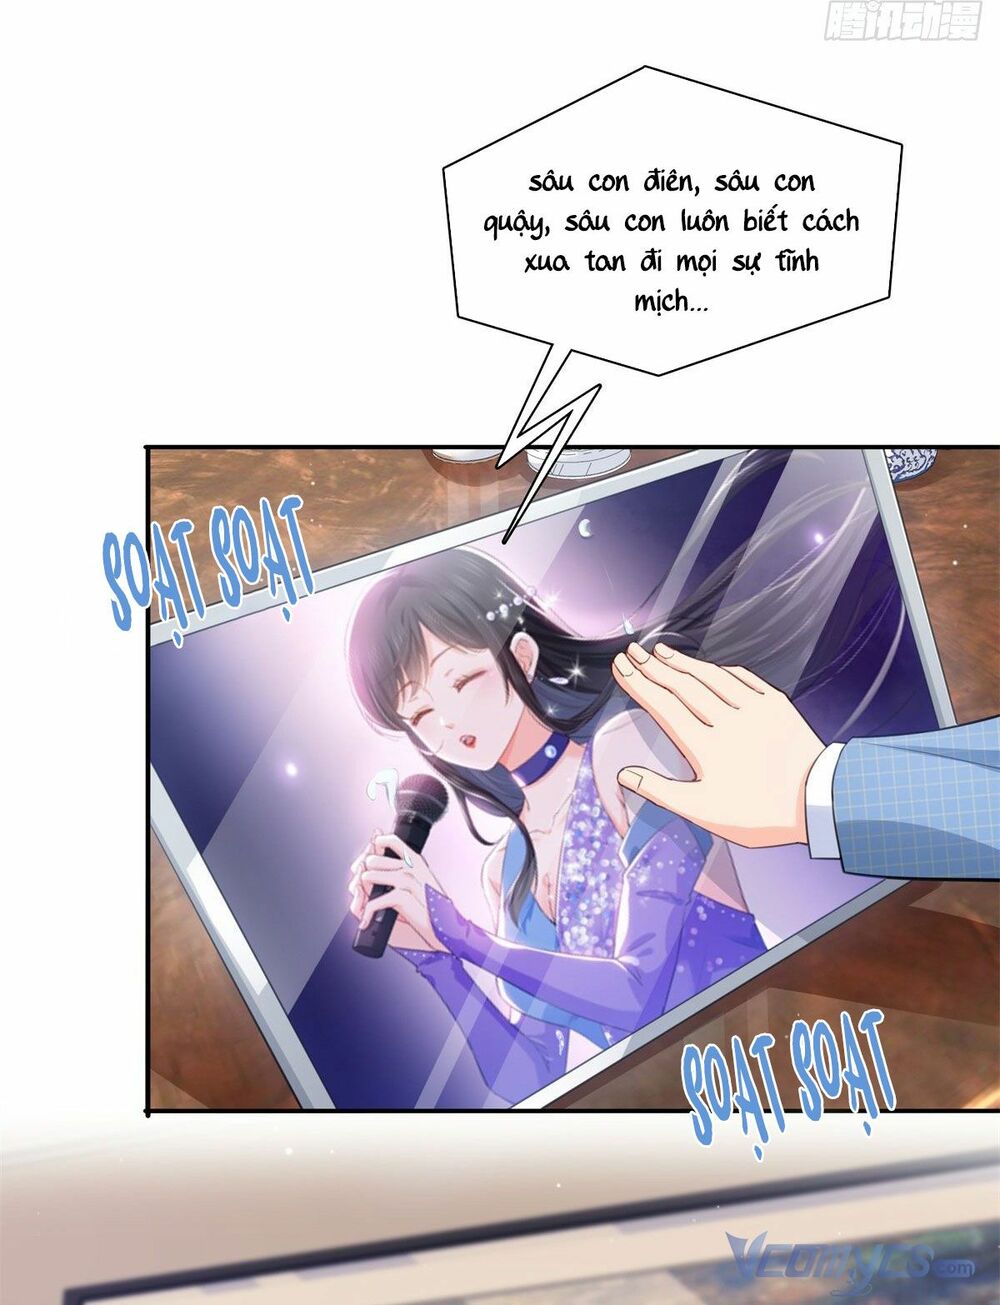 腾讯动漫
sâu con điên, sâu con
quậy, sâu con luôn biết cách
xua tan đi mọi sự tĩnh
mịch...
SOẠT SOẠT
SOẠT SOẠT
VCOMYCS.COM